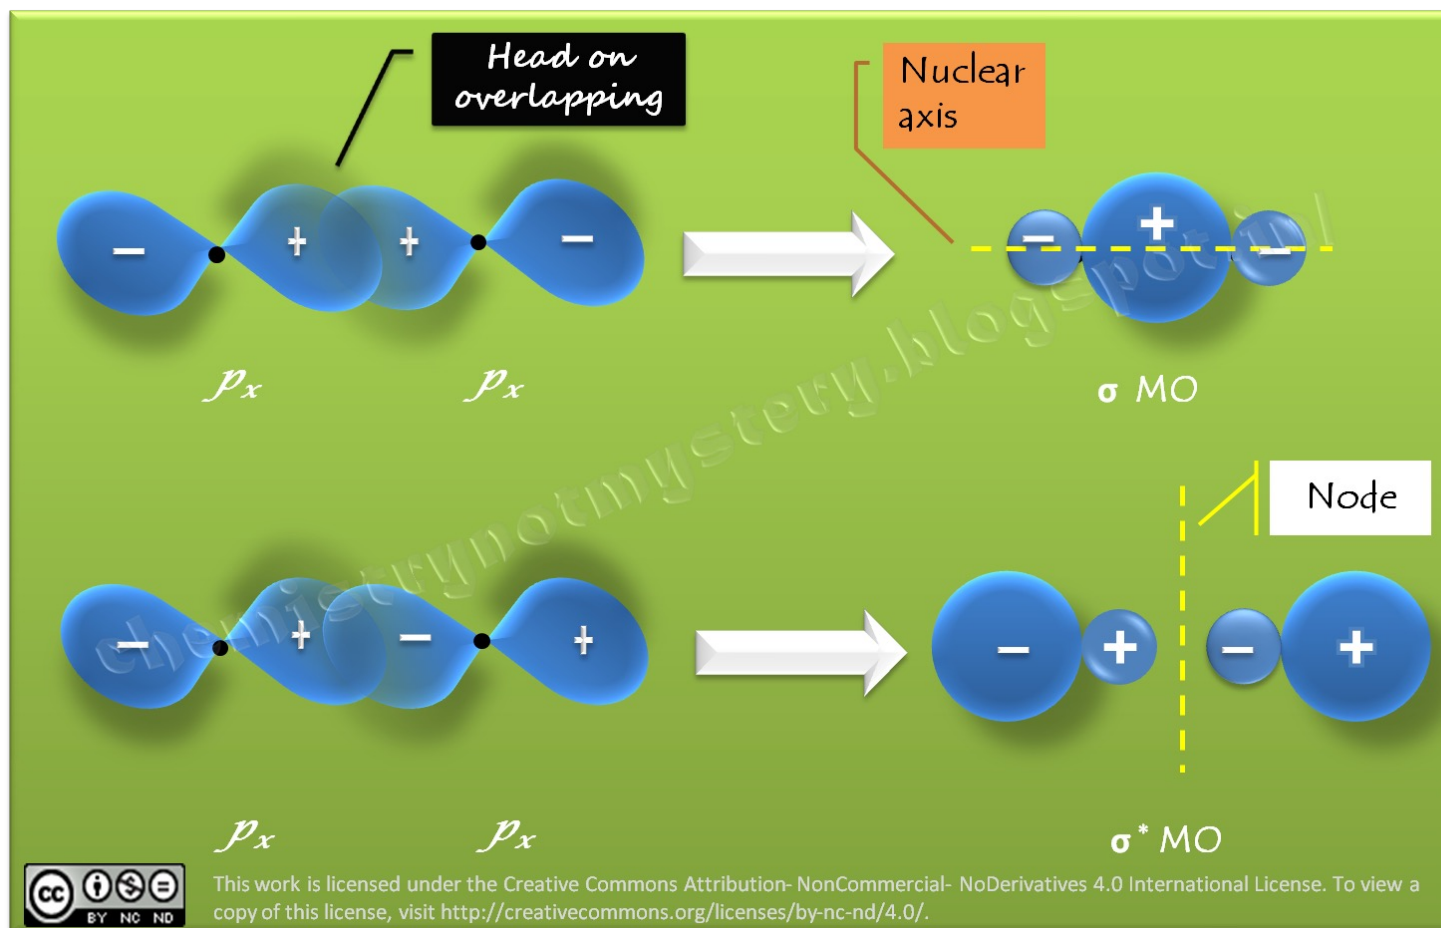 Head on
overlapping
Nuclear
axis
− + + −
− + −
pₓ pₓ
σ MO
chemistrynotmystery.blogspot.in/
Node
− + − +
− + − +
pₓ pₓ
σ* MO
cc BY NC ND
This work is licensed under the Creative Commons Attribution- NonCommercial- NoDerivatives 4.0 International License. To view a
copy of this license, visit http://creativecommons.org/licenses/by-nc-nd/4.0/.